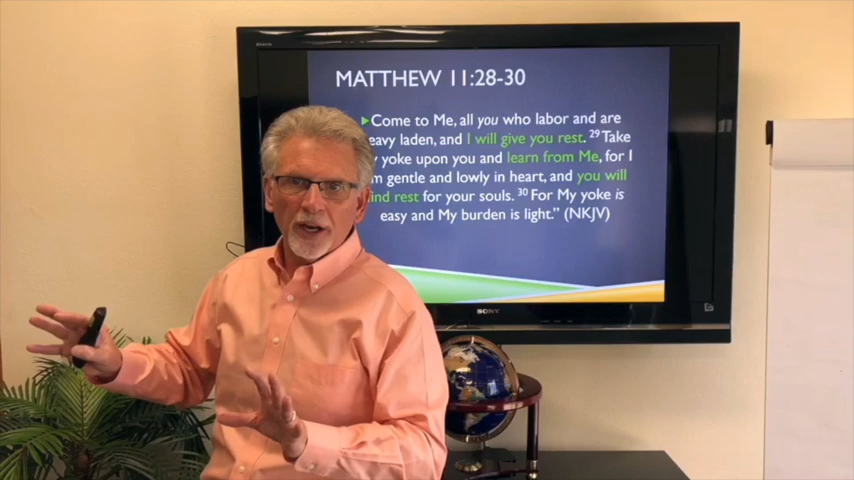 MATTHEW 11:28-30
Come to Me, all you who labor and are
eavy laden, and I will give you rest. 29 Take
y yoke upon you and learn from Me, for I
m gentle and lowly in heart, and you will
ind rest for your souls. 30 For My yoke is
easy and My burden is light.” (NKJV)
SONY